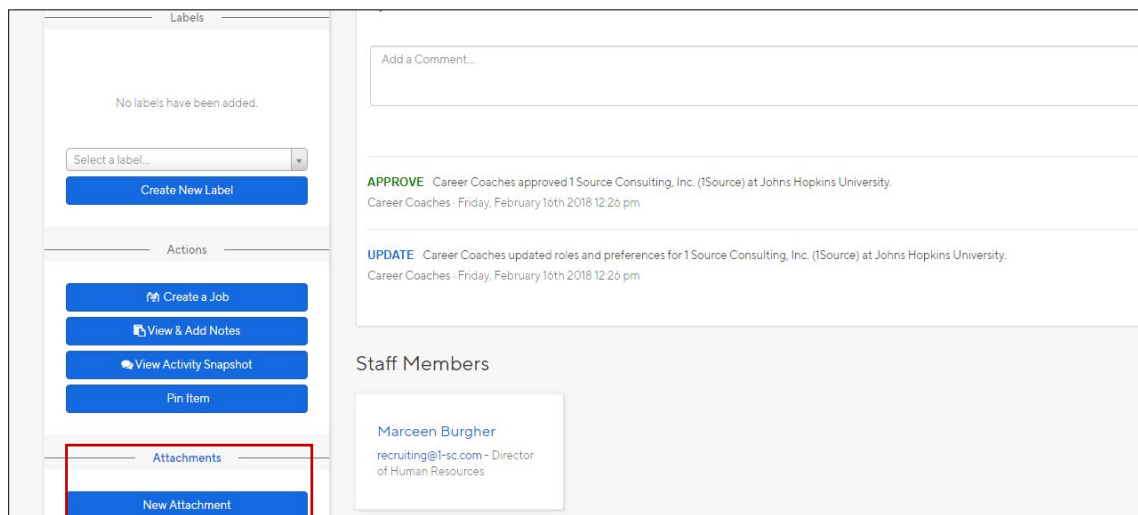 Labels
No labels have been added.
Select a label...
Create New Label
Actions
Create a Job
View & Add Notes
View Activity Snapshot
Pin Item
Attachments
New Attachment
Add a Comment...
APPROVE Career Coaches approved 1 Source Consulting, Inc. (1Source) at Johns Hopkins University.
Career Coaches · Friday, February 16th 2018 12:26 pm
UPDATE Career Coaches updated roles and preferences for 1 Source Consulting, Inc. (1Source) at Johns Hopkins University.
Career Coaches · Friday, February 16th 2018 12:26 pm
Staff Members
Marceen Burgher
recruiting@1-sc.com - Director
of Human Resources